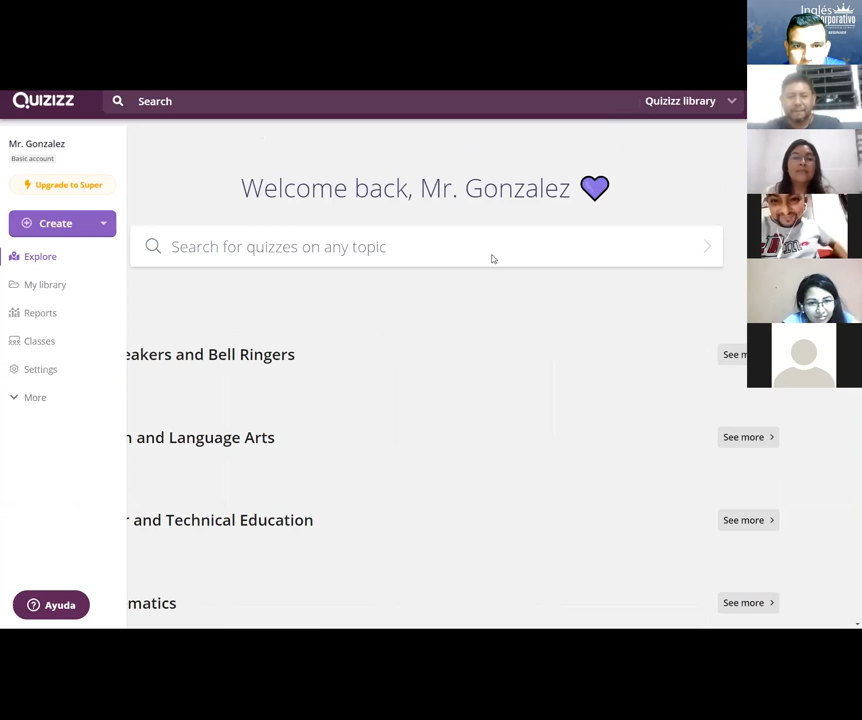 QUIZIZZ
Search
Quizizz library
Mr. Gonzalez
Basic account
Upgrade to Super
Create
Explore
My library
Reports
Classes
Settings
More
Ayuda
Welcome back, Mr. Gonzalez
Search for quizzes on any topic
eakers and Bell Ringers
See m
n and Language Arts
See more
r and Technical Education
See more
matics
See more
Inglés
orporativo
BEGINNER